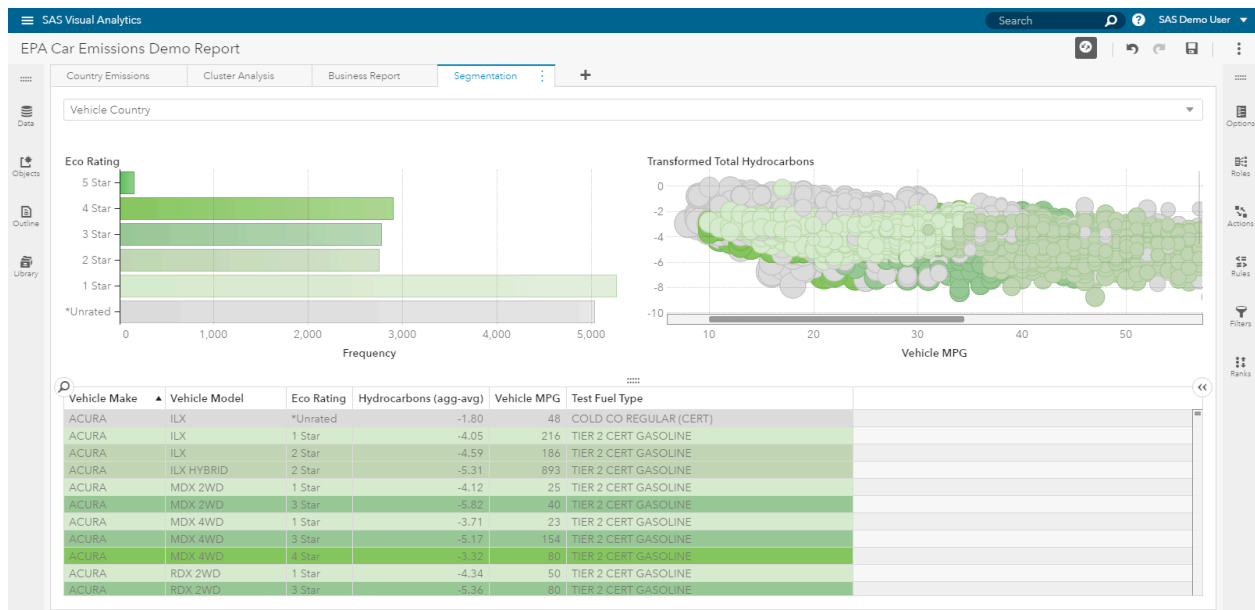 SAS Visual Analytics
Search
SAS Demo User
EPA Car Emissions Demo Report
Country Emissions
Cluster Analysis
Business Report
Segmentation
Data
Objects
Outline
Library
Vehicle Country
Eco Rating
5 Star
4 Star
3 Star
2 Star
1 Star
*Unrated
0 1,000 2,000 3,000 4,000 5,000
Frequency
Transformed Total Hydrocarbons
0
-2
-4
-6
-8
-10
10 20 30 40 50
Vehicle MPG
Vehicle Make Vehicle Model Eco Rating Hydrocarbons (agg-avg) Vehicle MPG Test Fuel Type
ACURA ILX *Unrated -1.80 48 COLD CO REGULAR (CERT)
ACURA ILX 1 Star -4.05 216 TIER 2 CERT GASOLINE
ACURA ILX 2 Star -4.59 186 TIER 2 CERT GASOLINE
ACURA ILX HYBRID 2 Star -5.31 893 TIER 2 CERT GASOLINE
ACURA MDX 2WD 1 Star -4.12 25 TIER 2 CERT GASOLINE
ACURA MDX 2WD 3 Star -5.82 40 TIER 2 CERT GASOLINE
ACURA MDX 4WD 1 Star -3.71 23 TIER 2 CERT GASOLINE
ACURA MDX 4WD 3 Star -5.17 154 TIER 2 CERT GASOLINE
ACURA MDX 4WD 4 Star -3.32 80 TIER 2 CERT GASOLINE
ACURA RDX 2WD 1 Star -4.34 50 TIER 2 CERT GASOLINE
ACURA RDX 2WD 3 Star -5.36 80 TIER 2 CERT GASOLINE
Options
Roles
Actions
Rules
Filters
Ranks